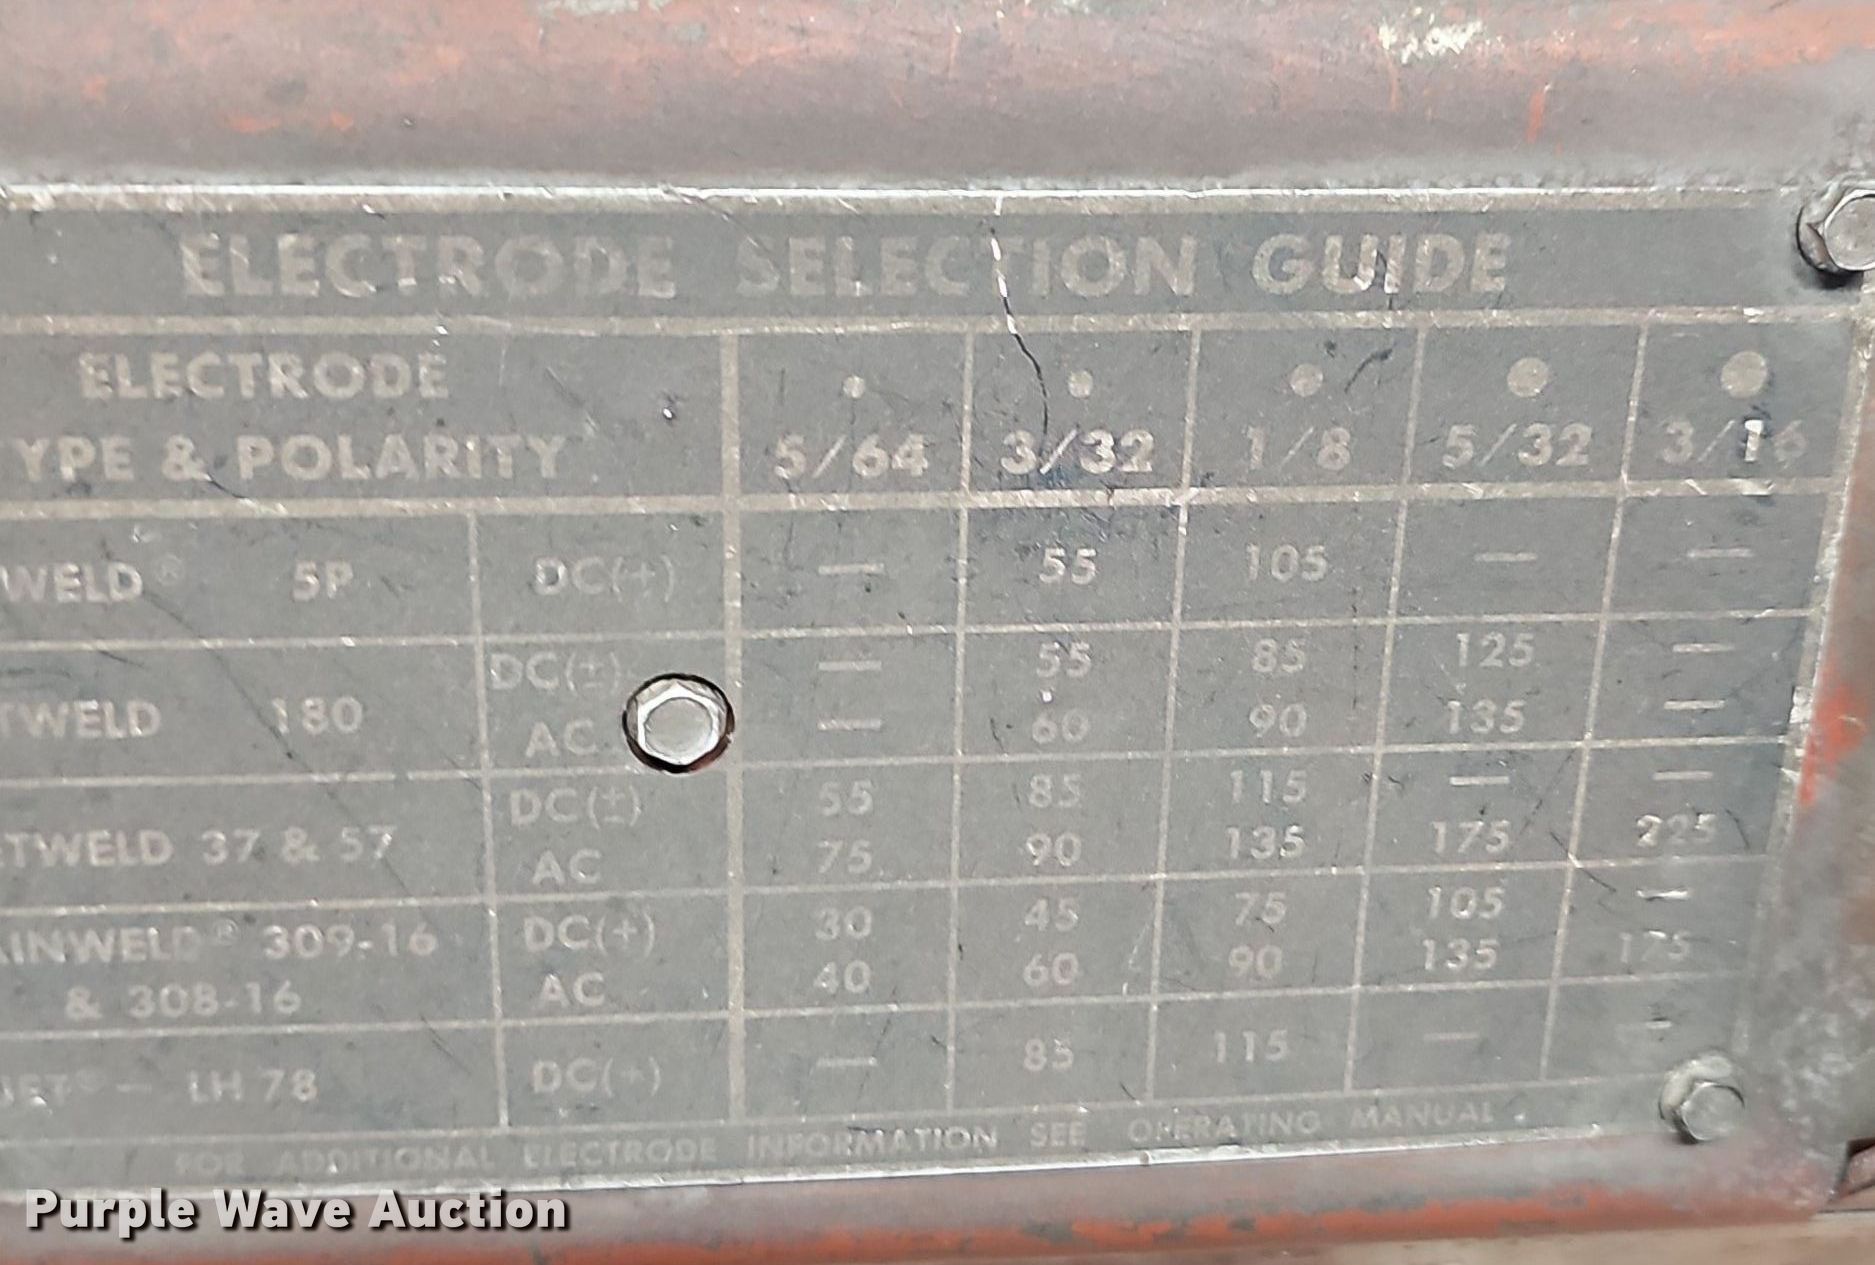 ELECTRODE SELECTION GUIDE
ELECTRODE
YPE & POLARITY 5/64 3/32 1/8 5/32 3/16
WELD® 5P DC(+) — 55 105 — —
DC(±) — 55 85 125 —
TWELD 180 AC — 60 90 135 —
DC(±) 55 85 115 — —
TWELD 37 & 57 AC 75 90 135 175 225
AINWELD® 309-16 DC(+) 30 45 75 105 —
& 308-16 AC 40 60 90 135 175
JET® – LH 78 DC(+) — 85 115 — —
FOR ADDITIONAL ELECTRODE INFORMATION SEE OPERATING MANUAL
Purple Wave Auction